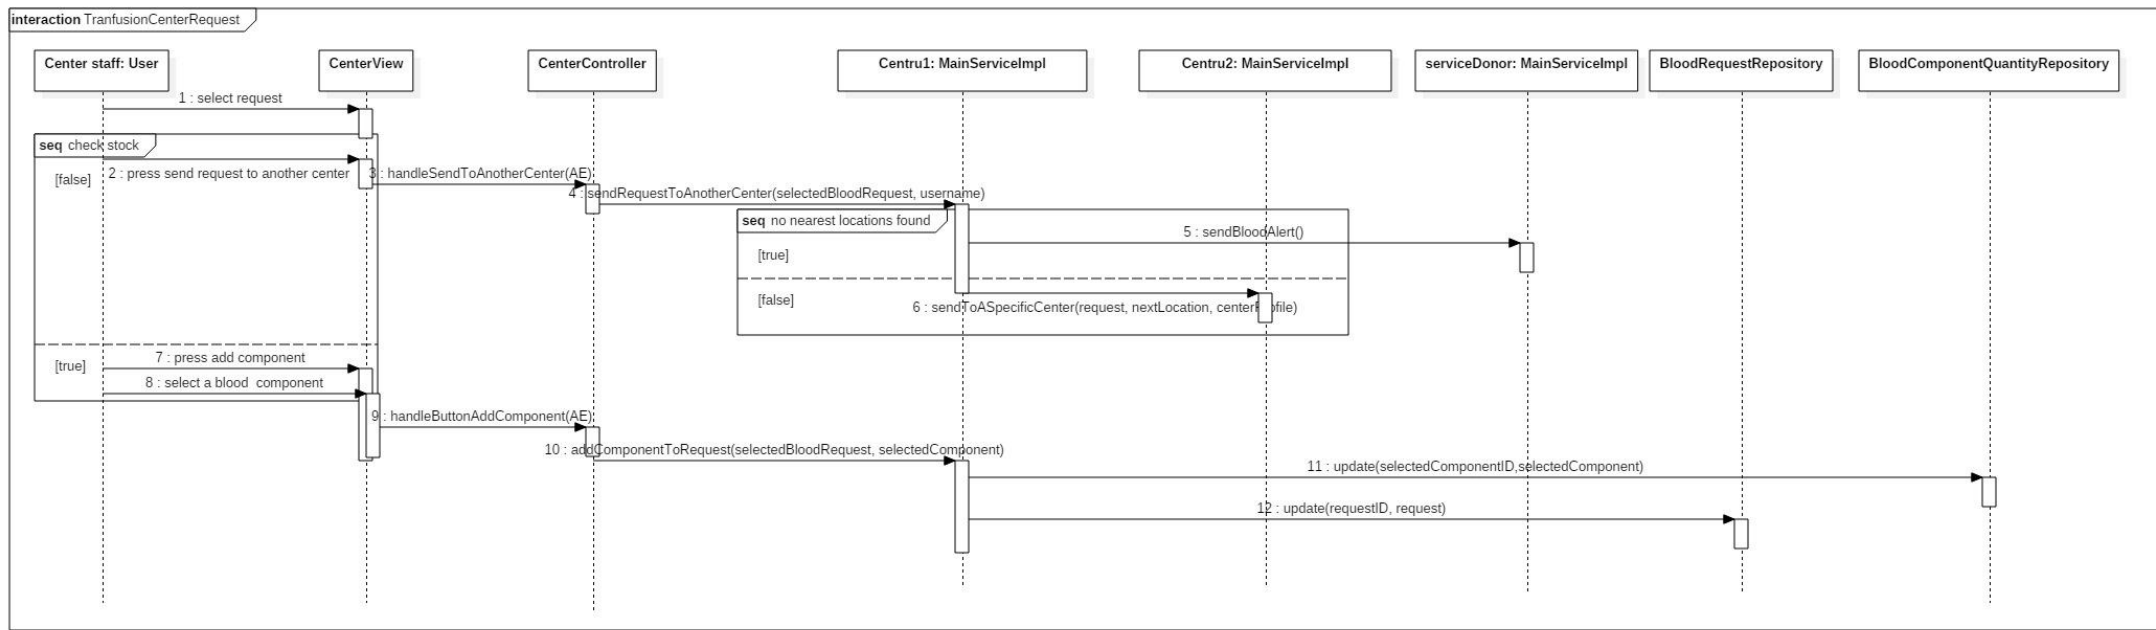 interaction TranfusionCenterRequest
Center staff: User
CenterView
CenterController
Centru1: MainServiceImpl
Centru2: MainServiceImpl
serviceDonor: MainServiceImpl
BloodRequestRepository
BloodComponentQuantityRepository
1 : select request
seq check stock
[false]
2 : press send request to another center
3 : handleSendToAnotherCenter(AE)
4 : sendRequestToAnotherCenter(selectedBloodRequest, username)
seq no nearest locations found
5 : sendBloodAlert()
[true]
[false]
6 : sendToASpecificCenter(request, nextLocation, centerProfile)
7 : press add component
[true]
8 : select a blood component
9 : handleButtonAddComponent(AE)
10 : addComponentToRequest(selectedBloodRequest, selectedComponent)
11 : update(selectedComponentID,selectedComponent)
12 : update(requestID, request)